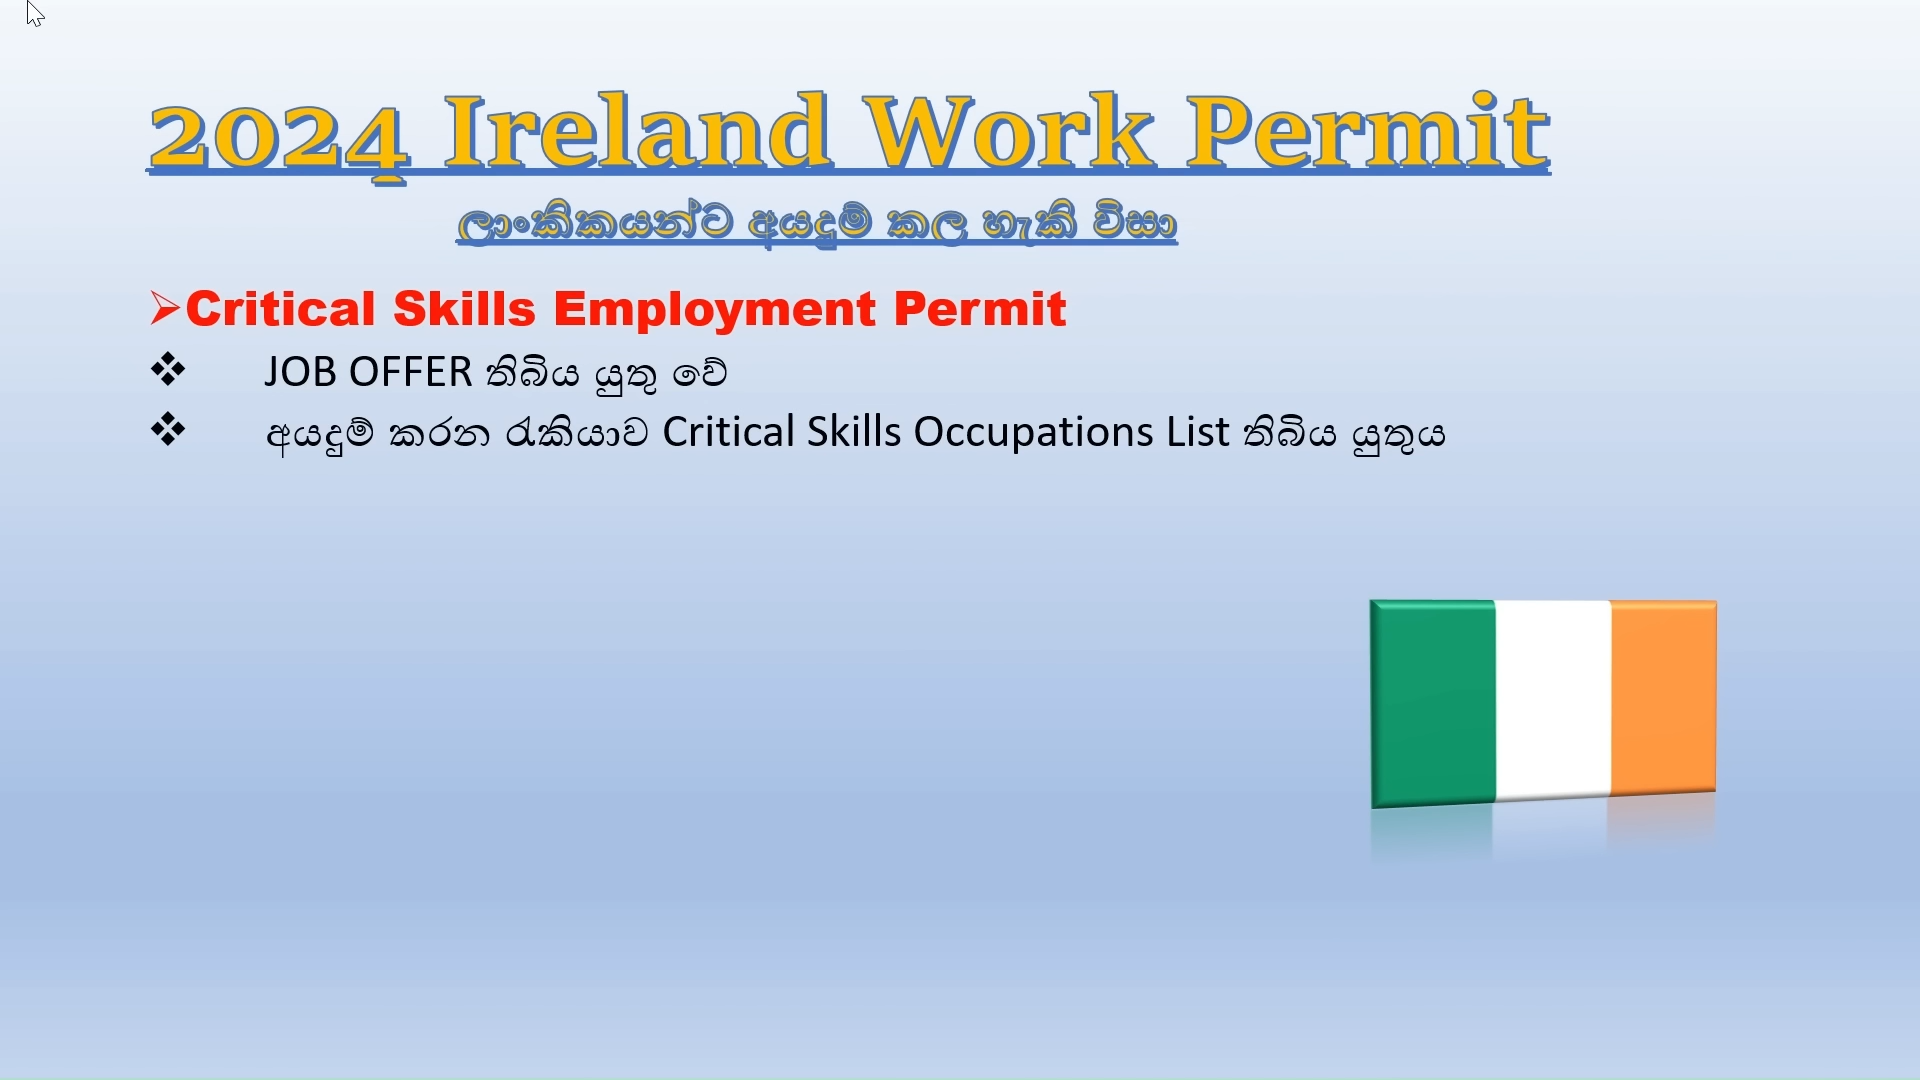 2024 Ireland Work Permit
ලාංකිකයන්ට අයදුම් කල හැකි වීසා
➢Critical Skills Employment Permit
❖ JOB OFFER තිබිය යුතු වේ
❖ අයදුම් කරන රැකියාව Critical Skills Occupations List තිබිය යුතුය